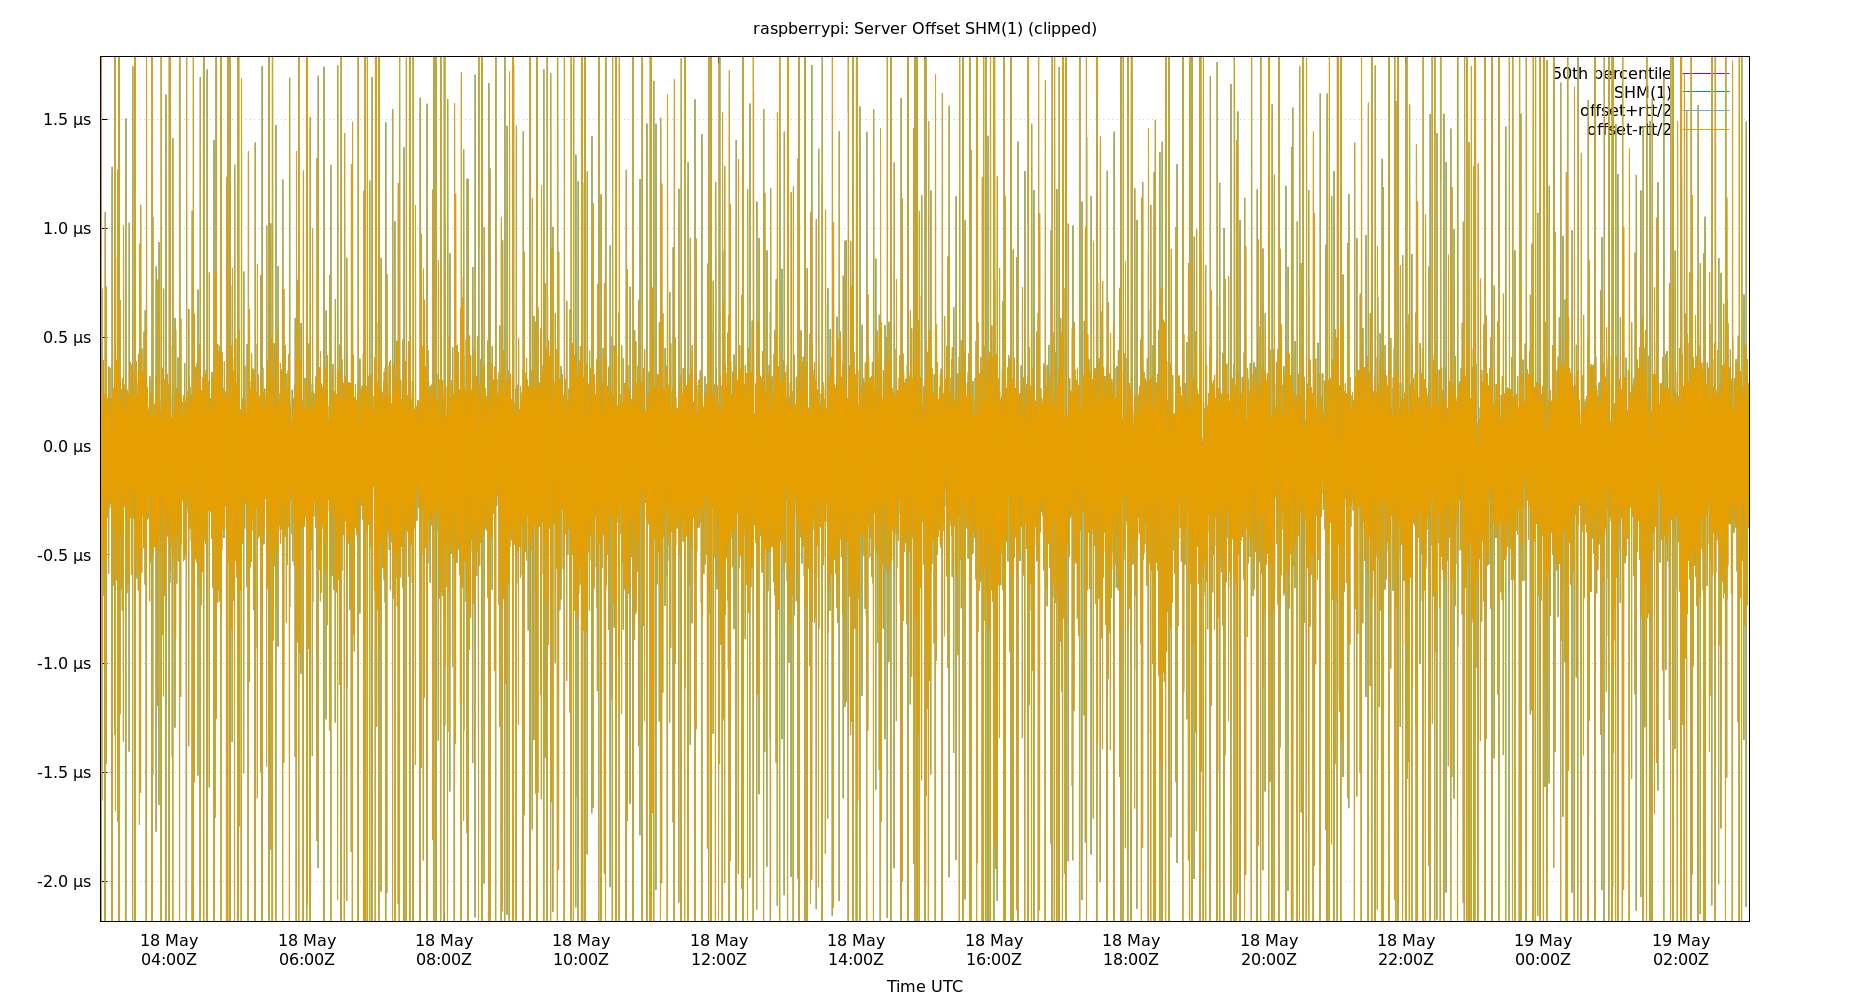 raspberrypi: Server Offset SHM(1) (clipped)
50th percentile
SHM(1)
offset+rtt/2
offset-rtt/2
1.5 µs
1.0 µs
0.5 µs
0.0 µs
-0.5 µs
-1.0 µs
-1.5 µs
-2.0 µs
18 May 18 May 18 May 18 May 18 May 18 May 18 May 18 May 18 May 18 May 19 May 19 May
04:00Z 06:00Z 08:00Z 10:00Z 12:00Z 14:00Z 16:00Z 18:00Z 20:00Z 22:00Z 00:00Z 02:00Z
Time UTC